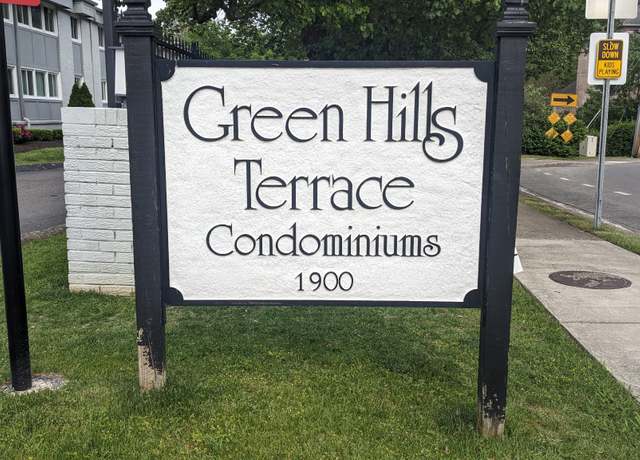 Green Hills
Terrace
Condominiums
1900
SLOW
DOWN
KIDS
PLAYING